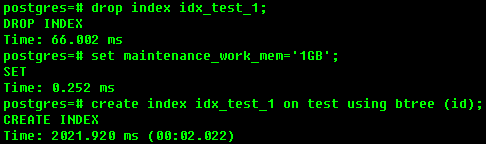 postgres=# drop index idx_test_1;
DROP INDEX
Time: 66.002 ms
postgres=# set maintenance_work_mem='1GB';
SET
Time: 0.252 ms
postgres=# create index idx_test_1 on test using btree (id);
CREATE INDEX
Time: 2021.920 ms (00:02.022)